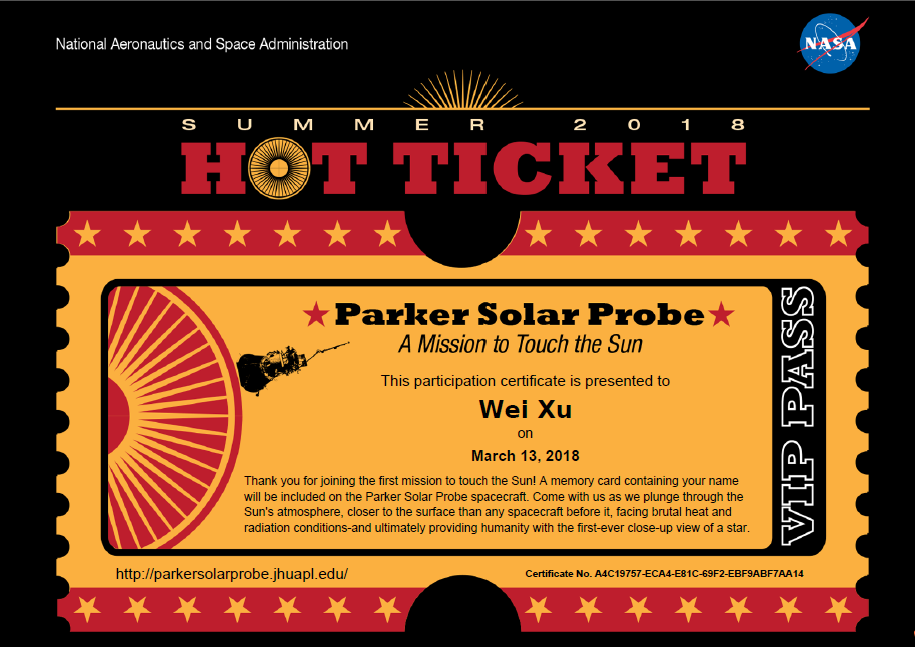 National Aeronautics and Space Administration
NASA
SUMMER 2018
HOT TICKET
Parker Solar Probe
A Mission to Touch the Sun
This participation certificate is presented to
Wei Xu
on
March 13, 2018
Thank you for joining the first mission to touch the Sun! A memory card containing your name
will be included on the Parker Solar Probe spacecraft. Come with us as we plunge through the
Sun's atmosphere, closer to the surface than any spacecraft before it, facing brutal heat and
radiation conditions-and ultimately providing humanity with the first-ever close-up view of a star.
VIP PASS
http://parkersolarprobe.jhuapl.edu/
Certificate No. A4C19757-ECA4-E81C-69F2-EBF9ABF7AA14